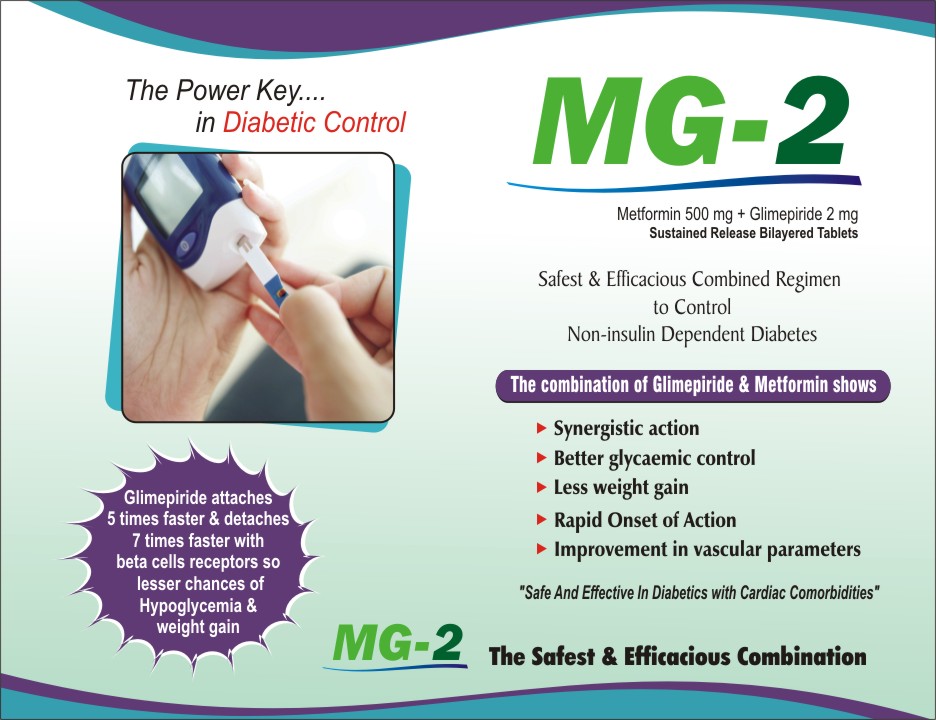 The Power Key....
in Diabetic Control
MG-2
Metformin 500 mg + Glimepiride 2 mg
Sustained Release Bilayered Tablets
Safest & Efficacious Combined Regimen
to Control
Non-insulin Dependent Diabetes
The combination of Glimepiride & Metformin shows
Synergistic action
Better glycaemic control
Less weight gain
Rapid Onset of Action
Improvement in vascular parameters
"Safe And Effective In Diabetics with Cardiac Comorbidities"
Glimepiride attaches
5 times faster & detaches
7 times faster with
beta cells receptors so
lesser chances of
Hypoglycemia &
weight gain
MG-2
The Safest & Efficacious Combination